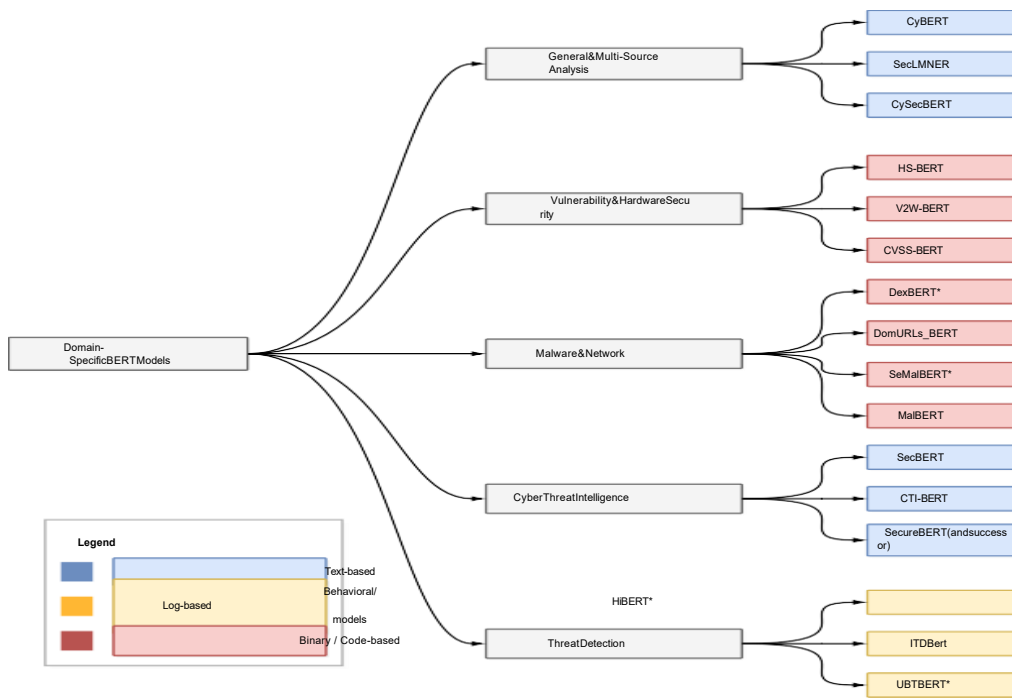 CyBERT
General&Multi-Source
Analysis
SecLMNER
CySecBERT
HS-BERT
Vulnerability&HardwareSecu
rity
V2W-BERT
CVSS-BERT
DexBERT*
DomURLs_BERT
Domain-
SpecificBERTModels
Malware&Network
SeMalBERT*
MalBERT
SecBERT
CyberThreatIntelligence
CTI-BERT
SecureBERT(andsuccess
or)
Legend
Text-based
Behavioral/
Log-based
models
Binary / Code-based
HiBERT*
ThreatDetection
ITDBert
UBTBERT*